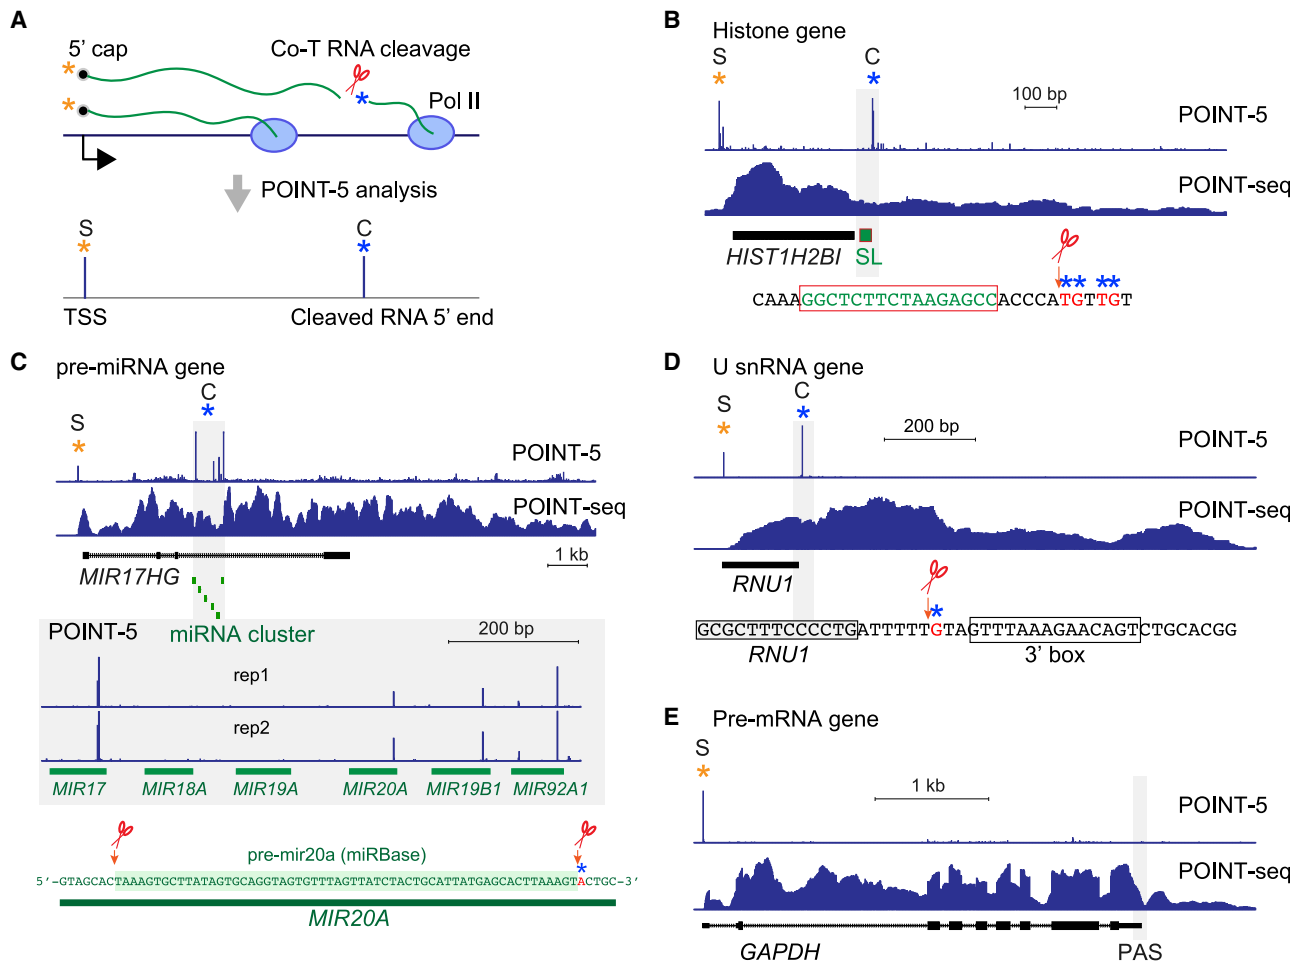 A
5' cap
Co-T RNA cleavage
*
*
*
Pol II
POINT-5 analysis
S
*
C
*
TSS
Cleaved RNA 5' end
B
Histone gene
S
*
C
*
100 bp
POINT-5
POINT-seq
HIST1H2BI
SL
**** 
CAAAGGCTCTTCTAAGAGCCACCCATGTTGT
C
pre-miRNA gene
S
*
C
*
POINT-5
POINT-seq
1 kb
MIR17HG
POINT-5
miRNA cluster
200 bp
rep1
rep2
MIR17
MIR18A
MIR19A
MIR20A
MIR19B1
MIR92A1
pre-mir20a (miRBase)
*
5'-GTAGCACTAAAGTGCTTATAGTGCAGGTAGTGTTTAGTTATCTACTGCATTATGAGCACTTAAAGTACTGC-3'
MIR20A
D
U snRNA gene
S
*
C
*
200 bp
POINT-5
POINT-seq
RNU1
*
GCGCTTTCCCCTGATTTTTGTAGTTTAAAGAACAGTCTGCACGG
RNU1
3' box
E
Pre-mRNA gene
S
*
1 kb
POINT-5
POINT-seq
GAPDH
PAS